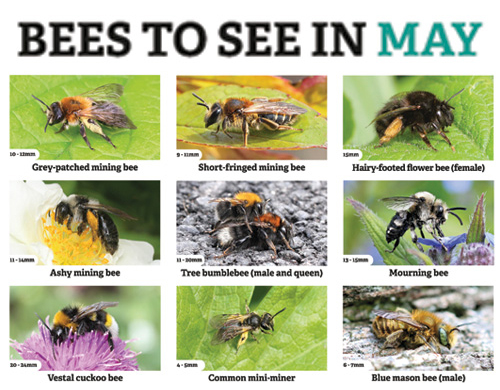 BEES TO SEE IN MAY
10 - 12mm
9 - 11mm
15mm
Grey-patched mining bee
Short-fringed mining bee
Hairy-footed flower bee (female)
11 - 14mm
11 - 20mm
13 - 15mm
Ashy mining bee
Tree bumblebee (male and queen)
Mourning bee
20 - 24mm
4 - 5mm
6 - 7mm
Vestal cuckoo bee
Common mini-miner
Blue mason bee (male)